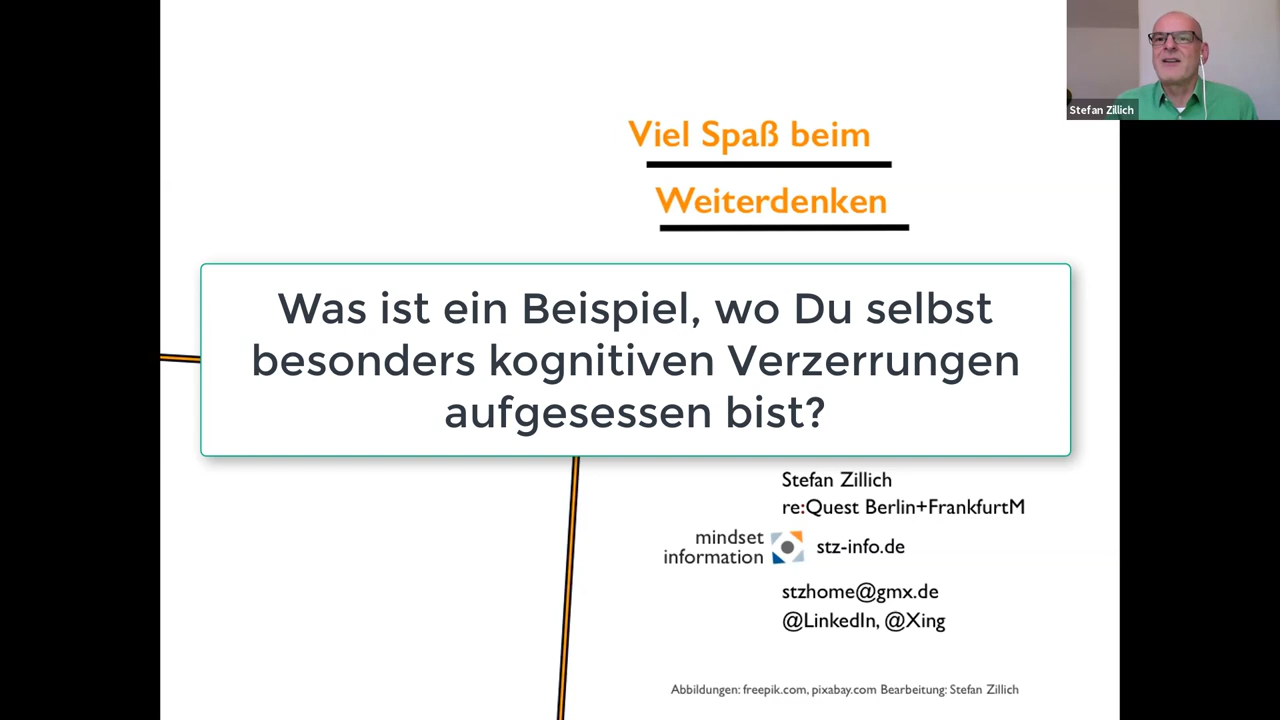 Stefan Zillich
Viel Spaß beim
Weiterdenken
Was ist ein Beispiel, wo Du selbst
besonders kognitiven Verzerrungen
aufgesessen bist?
Stefan Zillich
re:Quest Berlin+FrankfurtM
mindset
information
stz-info.de
stzhome@gmx.de
@LinkedIn, @Xing
Abbildungen: freepik.com, pixabay.com Bearbeitung: Stefan Zillich